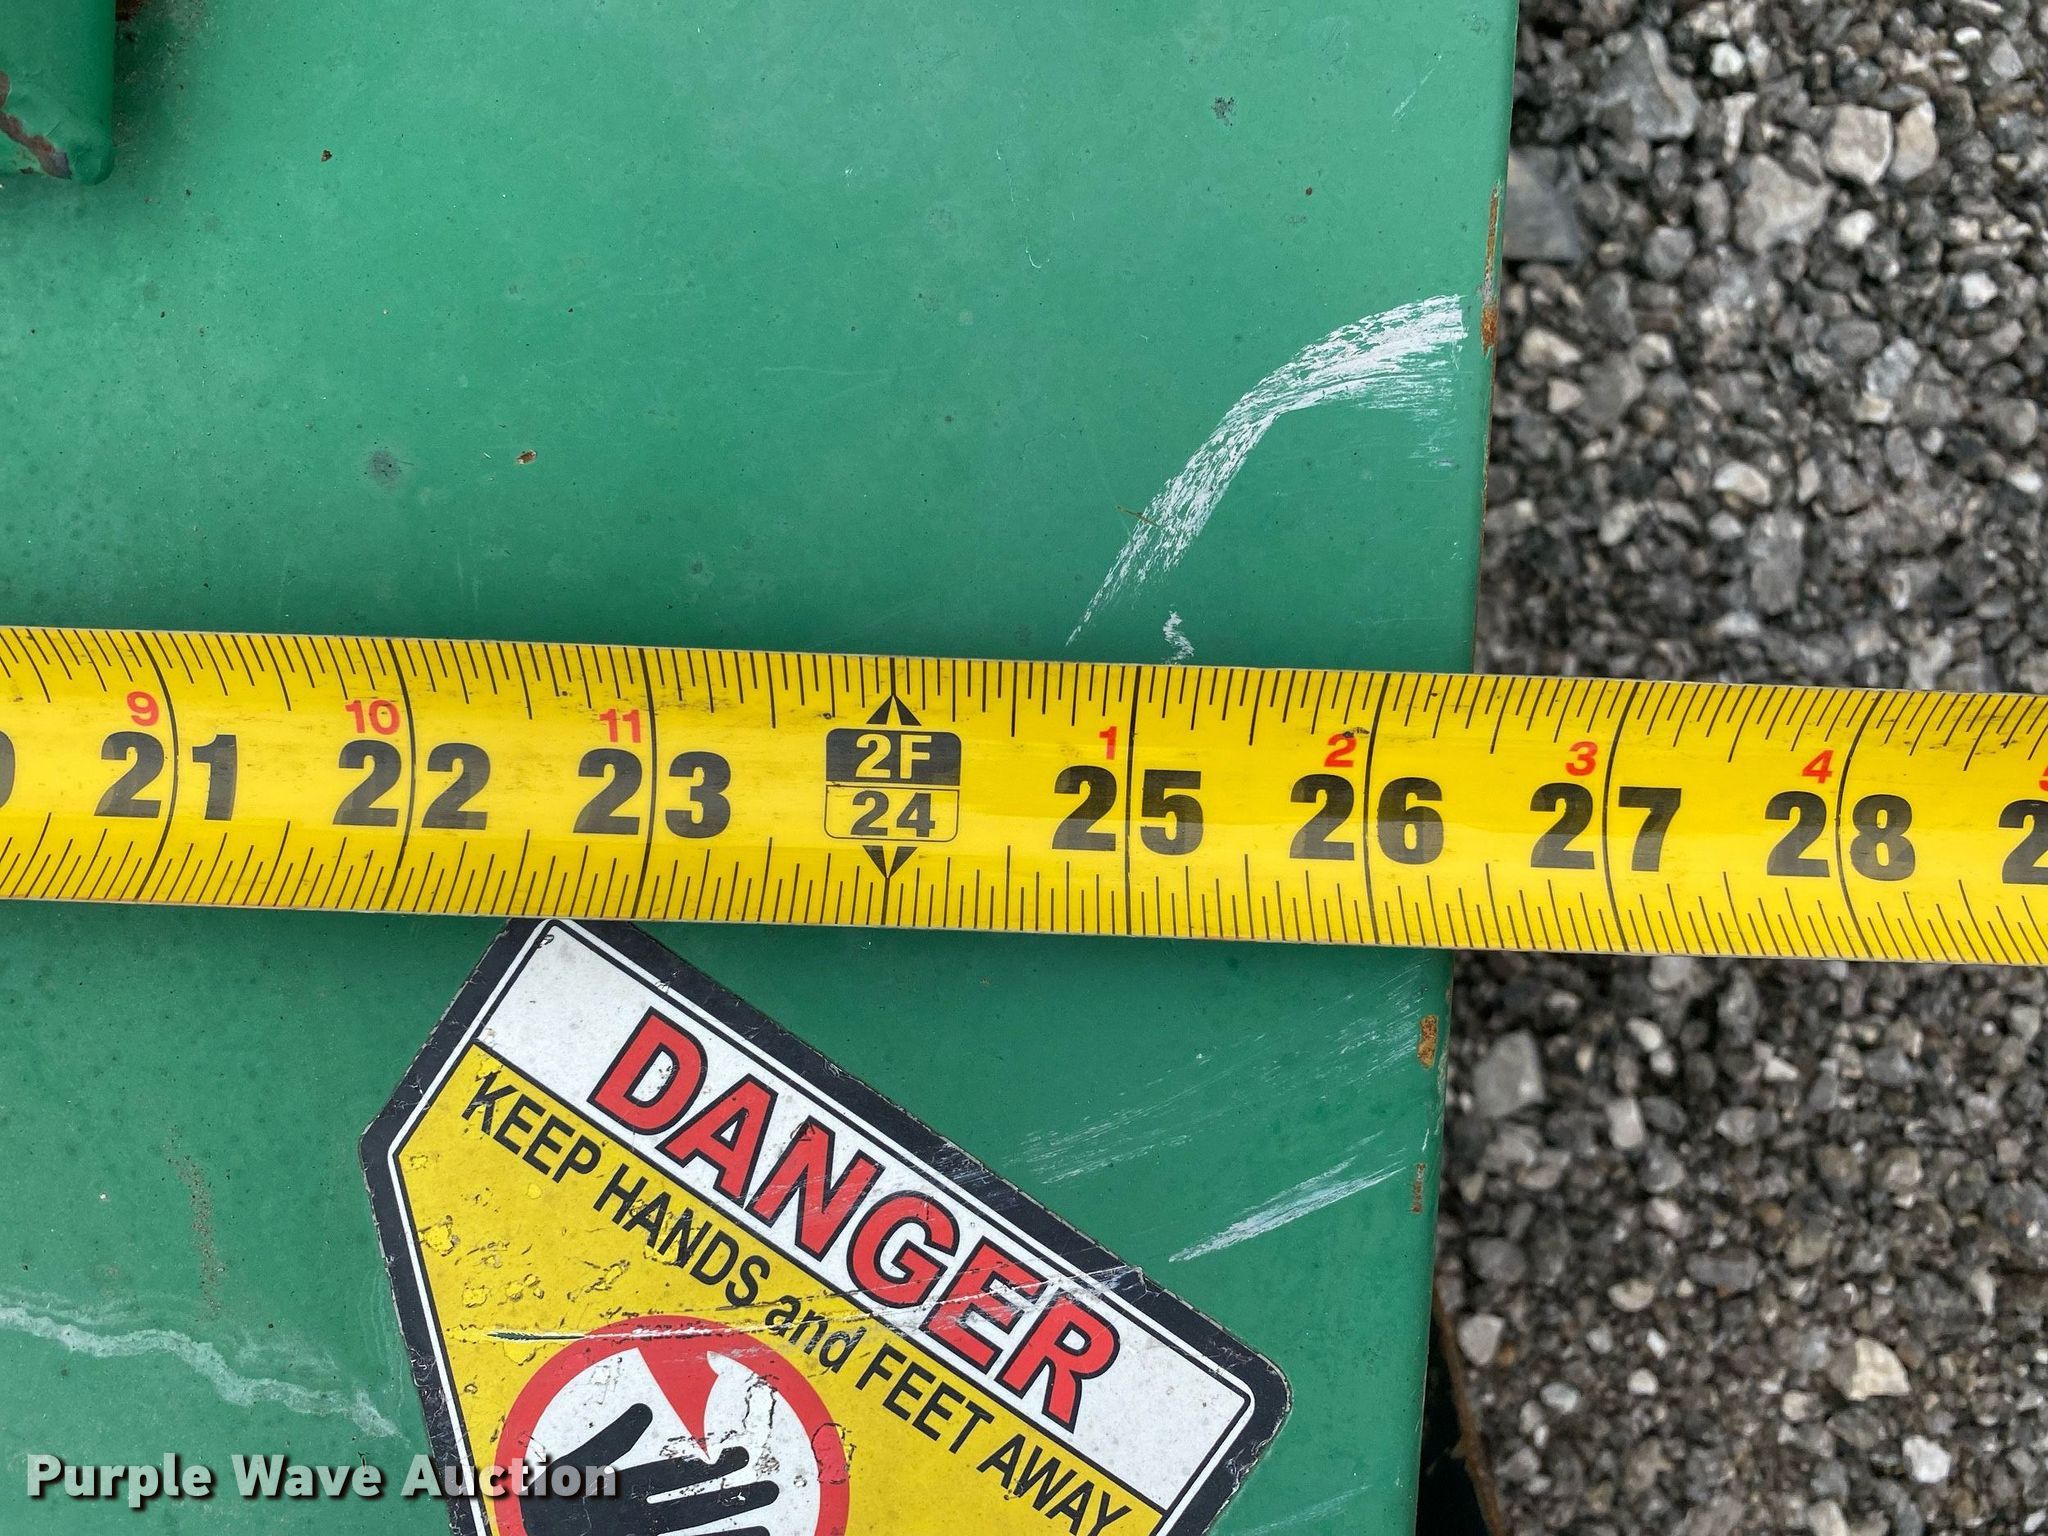 9 10 11 1 2 3 4
21 22 23 2F 25 26 27 28
24
DANGER
KEEP HANDS and FEET AWAY
Purple Wave Auction